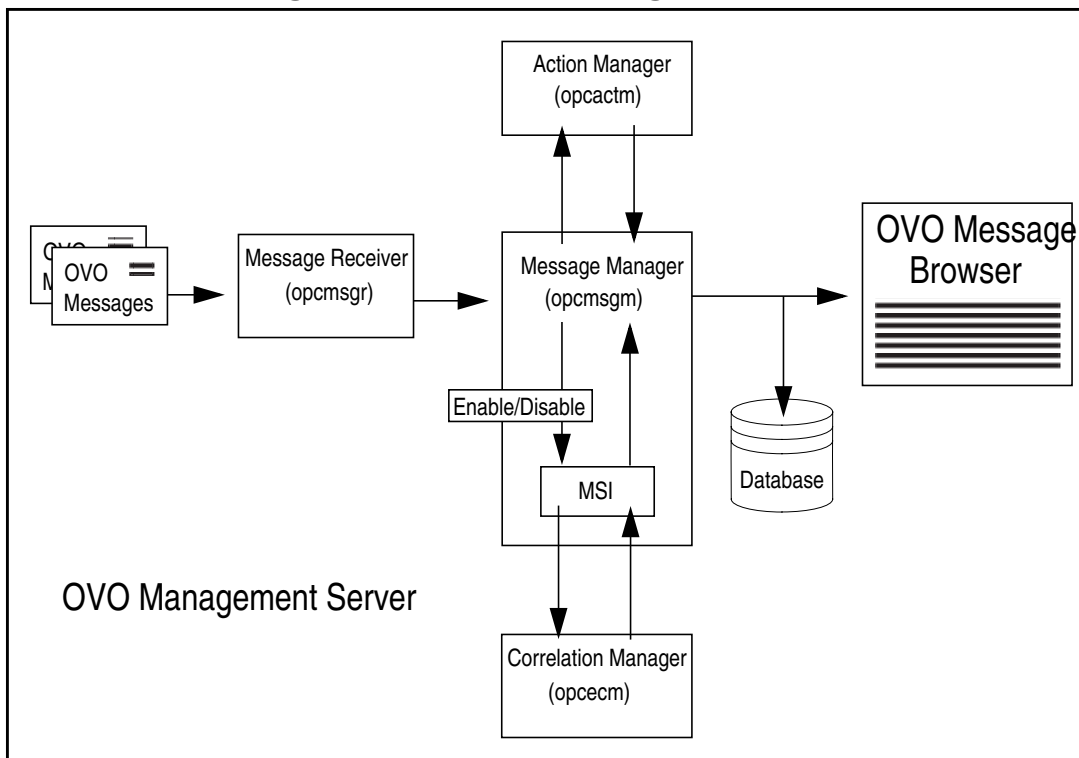 Action Manager
(opcactm)
OVO Message
Browser
Message Receiver
(opcmsgr)
Message Manager
(opcmsgm)
OVO
Messages
Enable/Disable
MSI
Database
OVO Management Server
Correlation Manager
(opcecm)